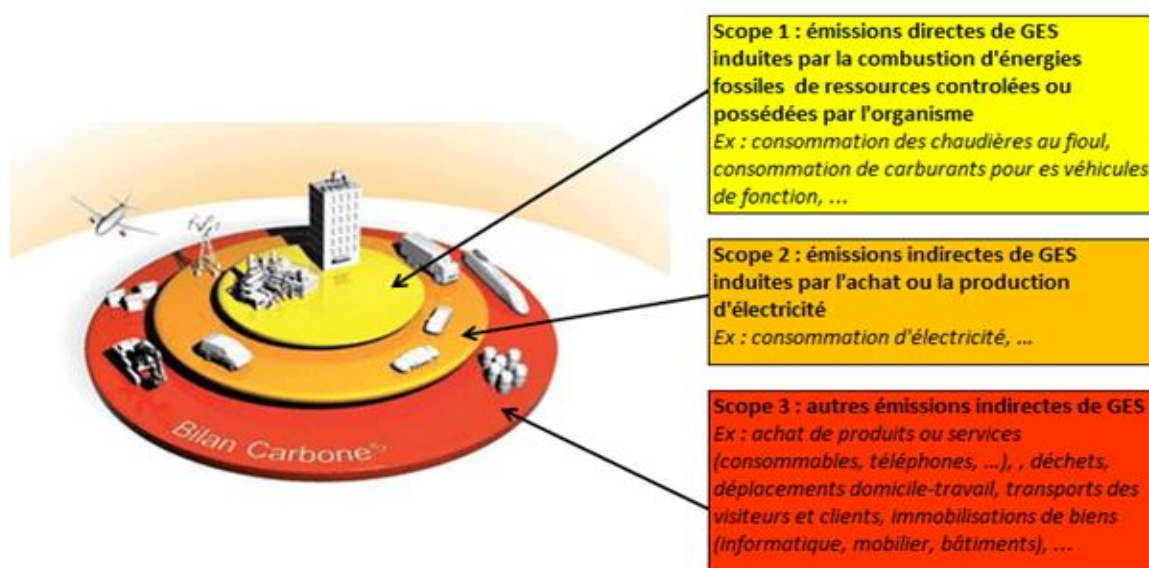 Scope 1 : émissions directes de GES
induites par la combustion d'énergies
fossiles de ressources controlées ou
possédées par l'organisme
Ex : consommation des chaudières au fioul,
consommation de carburants pour es véhicules
de fonction, ...
Scope 2 : émissions indirectes de GES
induites par l'achat ou la production
d'électricité
Ex : consommation d'électricité, ...
Scope 3 : autres émissions indirectes de GES
Ex : achat de produits ou services
(consommables, téléphones, ...), , déchets,
déplacements domicile-travail, transports des
visiteurs et clients, immobilisations de biens
(informatique, mobilier, bâtiments), ...
Bilan Carbone®